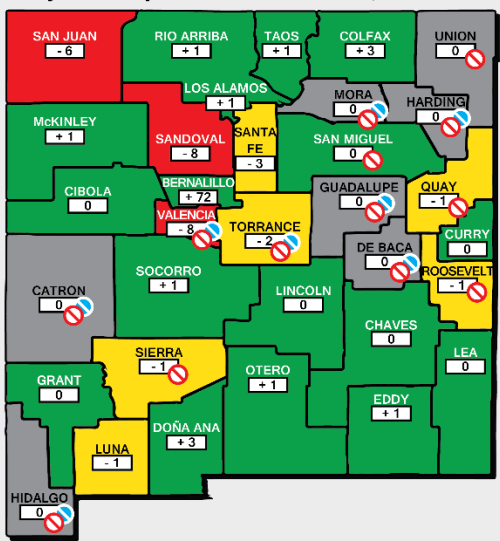 SAN JUAN
- 6
RIO ARRIBA
+ 1
TAOS
+ 1
COLFAX
+ 3
UNION
0
LOS ALAMOS
+ 1
MORA
0
HARDING
0
McKINLEY
+ 1
SANDOVAL
- 8
SANTA
FE
- 3
SAN MIGUEL
0
CIBOLA
0
BERNALILLO
+ 72
VALENCIA
- 8
TORRANCE
- 2
GUADALUPE
0
QUAY
- 1
CURRY
0
DE BACA
0
ROOSEVELT
- 1
CATRON
0
SOCORRO
+ 1
LINCOLN
0
CHAVES
0
SIERRA
- 1
LEA
0
GRANT
0
OTERO
+ 1
EDDY
+ 1
DOÑA ANA
+ 3
LUNA
- 1
HIDALGO
0